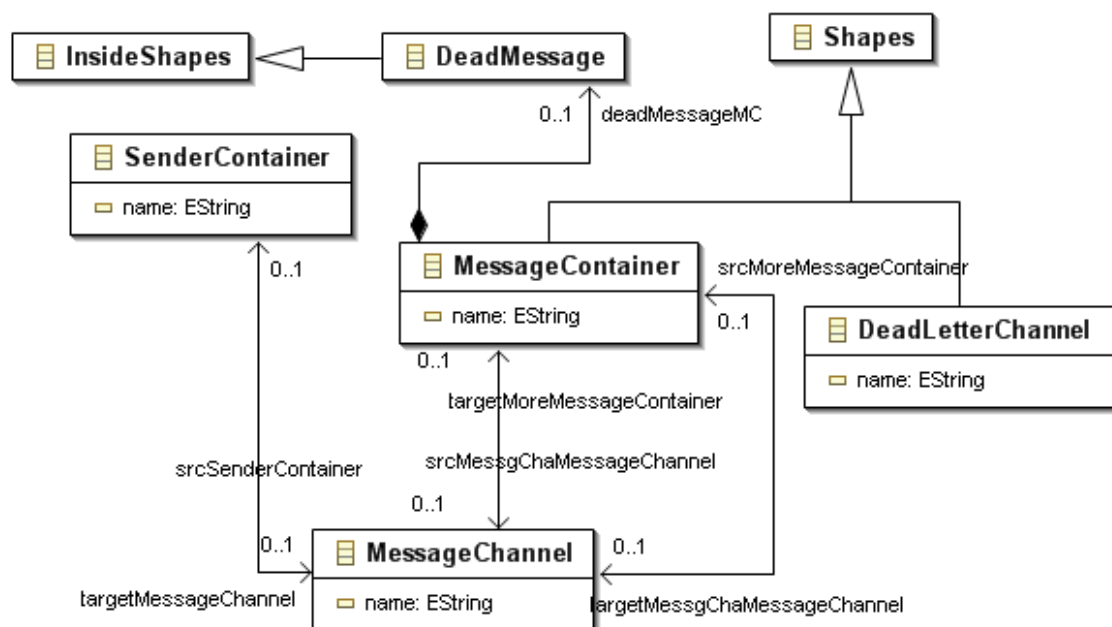 Shapes
InsideShapes
DeadMessage
0..1
deadMessageMC
SenderContainer
name: EString
0..1
MessageContainer
name: EString
srcMoreMessageContainer
0..1
DeadLetterChannel
name: EString
0..1
targetMoreMessageContainer
srcMessgChaMessageChannel
srcSenderContainer
0..1
0..1
MessageChannel
0..1
targetMessageChannel
name: EString
targetMessgChaMessageChannel